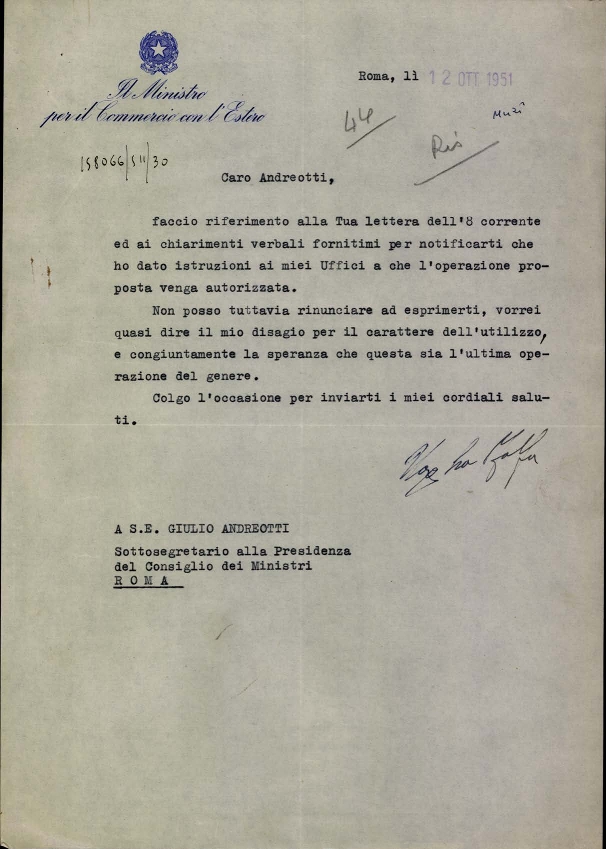 Il Ministro
per il Commercio con l'Estero
Roma, lì 12 OTT 1951
44
Ris
158066/511/30
Caro Andreotti,
faccio riferimento alla Tua lettera dell'8 corrente
ed ai chiarimenti verbali fornitimi per notificarti che
ho dato istruzioni ai miei Uffici a che l'operazione pro-
posta venga autorizzata.
Non posso tuttavia rinunciare ad esprimerti, vorrei
quasi dire il mio disagio per il carattere dell'utilizzo,
e congiuntamente la speranza che questa sia l'ultima ope-
razione del genere.
Colgo l'occasione per inviarti i miei cordiali salu-
ti.
A S.E. GIULIO ANDREOTTI
Sottosegretario alla Presidenza
del Consiglio dei Ministri
R O M A